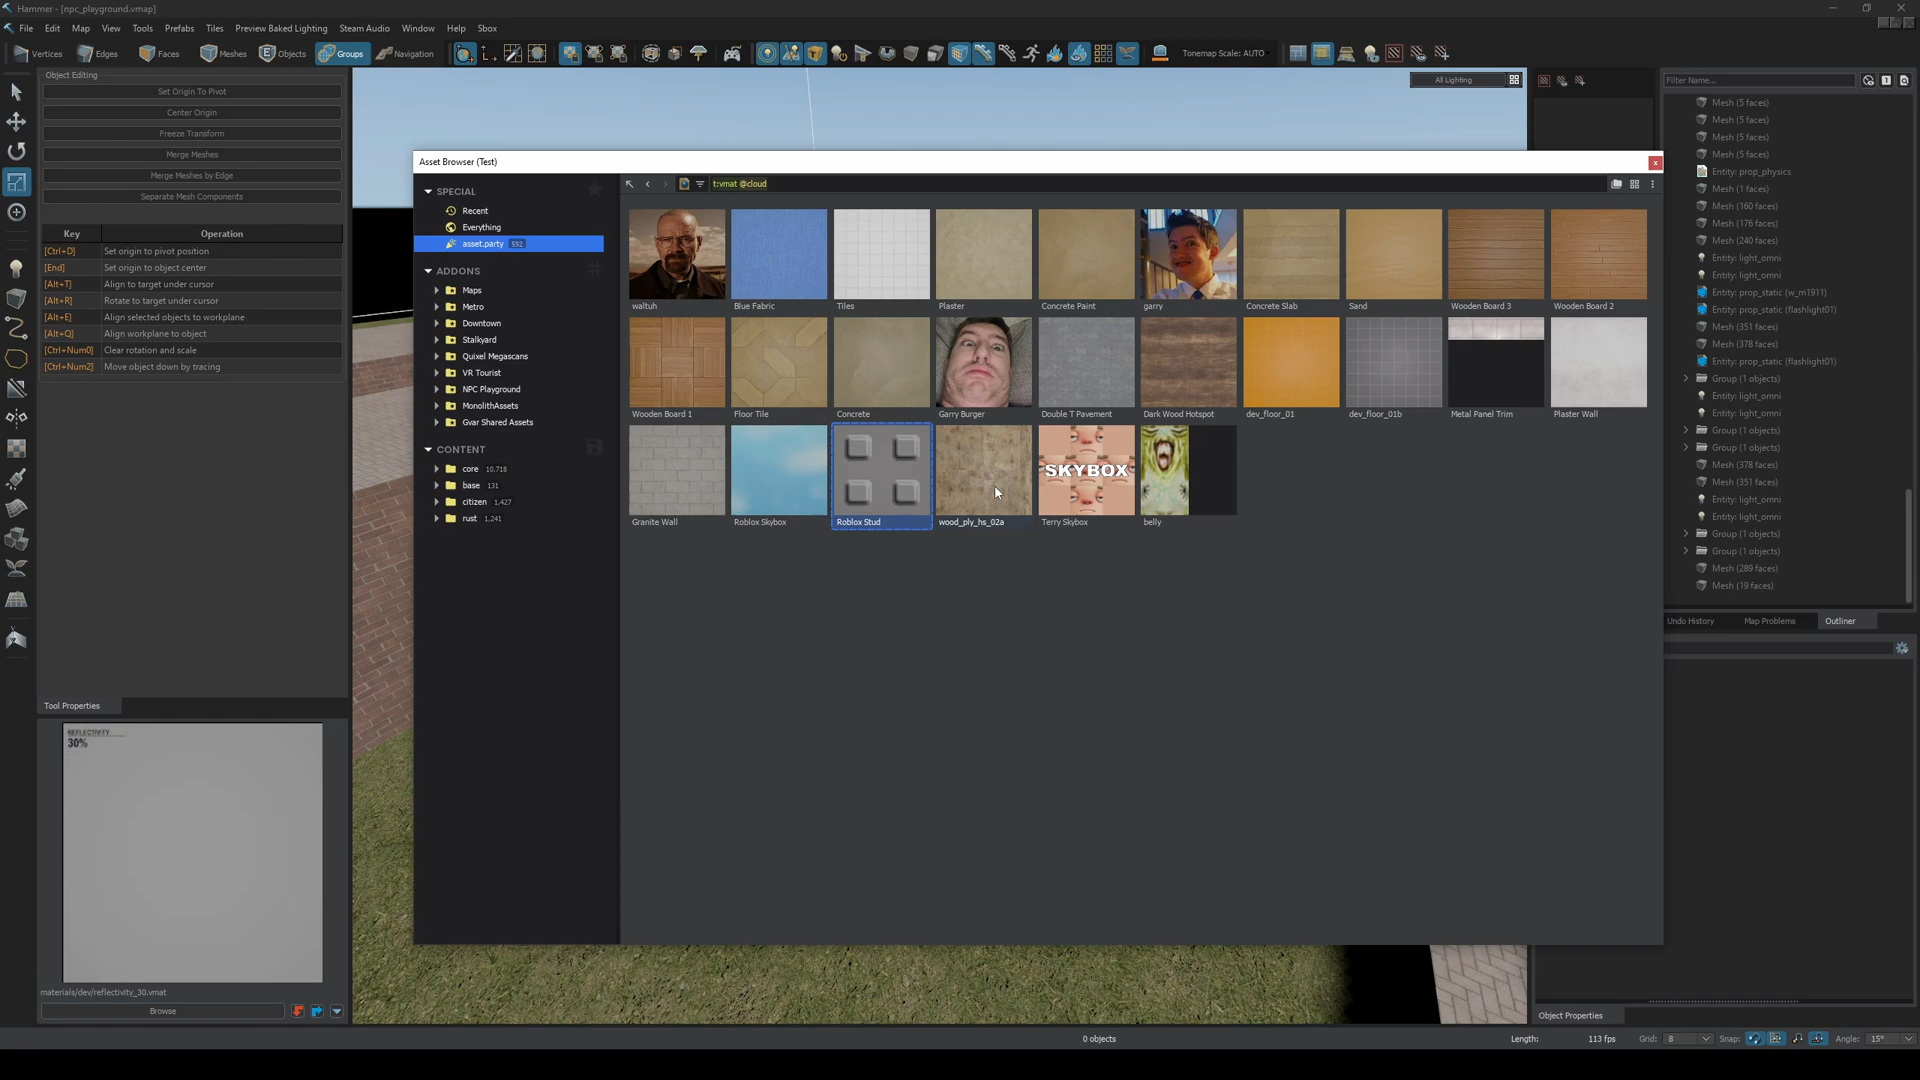 Hammer - [npc_playground.vmap]
File Edit Map View Tools Prefabs Tiles Preview Baked Lighting Steam Audio Window Help Sbox
Vertices Edges Faces Meshes Objects Groups Navigation Tonemap Scale: AUTO
Object Editing
Set Origin To Pivot
Center Origin
Freeze Transform
Merge Meshes
Merge Meshes by Edge
Separate Mesh Components
Key Operation
[Ctrl+D] Set origin to pivot position
[End] Set origin to object center
[Alt+T] Align to target under cursor
[Alt+R] Rotate to target under cursor
[Alt+E] Align selected objects to workplane
[Alt+Q] Align workplane to object
[Ctrl+Num0] Clear rotation and scale
[Ctrl+Num2] Move object down by tracing
Tool Properties
REFLECTIVITY
30%
materials/dev/reflectivity_30.vmat
Browse
All Lighting
Asset Browser (Test)
x
SPECIAL
Recent
Everything
asset.party 592
ADDONS
Maps
Metro
Downtown
Stalkyard
Quixel Megascans
VR Tourist
NPC Playground
MonolithAssets
Gvar Shared Assets
CONTENT
core 10,718
base 131
citizen 1,427
rust 1,241
t:vmat @cloud
waltuh Blue Fabric Tiles Plaster Concrete Paint garry Concrete Slab Sand Wooden Board 3 Wooden Board 2
Wooden Board 1 Floor Tile Concrete Garry Burger Double T Pavement Dark Wood Hotspot dev_floor_01 dev_floor_01b Metal Panel Trim Plaster Wall
SKYBOX
Granite Wall Roblox Skybox Roblox Stud wood_ply_hs_02a Terry Skybox belly
Filter Name...
1
Mesh (5 faces)
Mesh (5 faces)
Mesh (5 faces)
Mesh (5 faces)
Entity: prop_physics
Mesh (1 faces)
Mesh (160 faces)
Mesh (176 faces)
Mesh (240 faces)
Entity: light_omni
Entity: light_omni
Entity: prop_static (w_m1911)
Entity: prop_static (flashlight01)
Mesh (351 faces)
Mesh (378 faces)
Entity: prop_static (flashlight01)
Group (1 objects)
Entity: light_omni
Entity: light_omni
Group (1 objects)
Group (1 objects)
Mesh (378 faces)
Mesh (351 faces)
Entity: light_omni
Entity: light_omni
Group (1 objects)
Group (1 objects)
Mesh (289 faces)
Mesh (19 faces)
Undo History Map Problems Outliner
Object Properties
0 objects Length: 113 fps Grid: 8 Snap: Angle: 15°